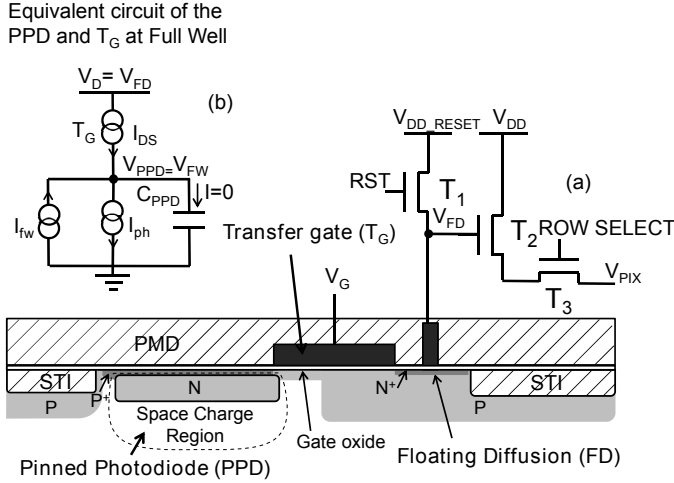 Equivalent circuit of the
PPD and T_G at Full Well
V_D= V_FD
(b)
T_G
I_DS
V_PPD=V_FW
C_PPD
I=0
I_fw
I_ph
V_DD_RESET
V_DD
(a)
RST
T_1
V_FD
T_2
ROW SELECT
T_3
V_PIX
Transfer gate (T_G)
V_G
PMD
STI
P
P+
N
Space Charge
Region
Gate oxide
N+
STI
P
Pinned Photodiode (PPD)
Floating Diffusion (FD)